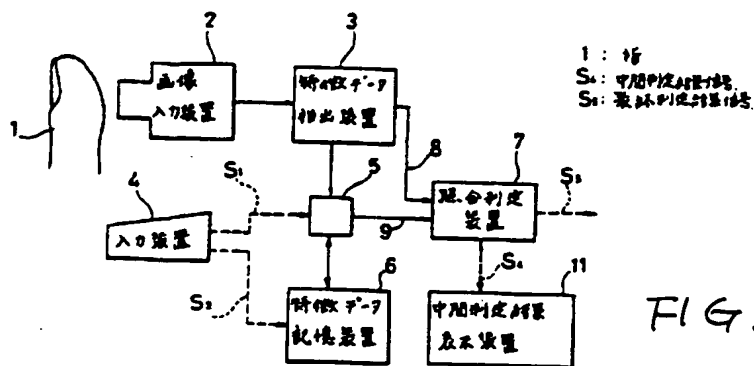 2
3
1 : 指
S4: 中間判定結果信号
S5: 最終判定結果信号
画像
入力装置
特徴データ
抽出装置
1
8
7
4
S1
5
照合判定
装置
S5
入力装置
9
S2
6
S4
11
特徴データ
記憶装置
中間判定結果
表示装置
FIG.